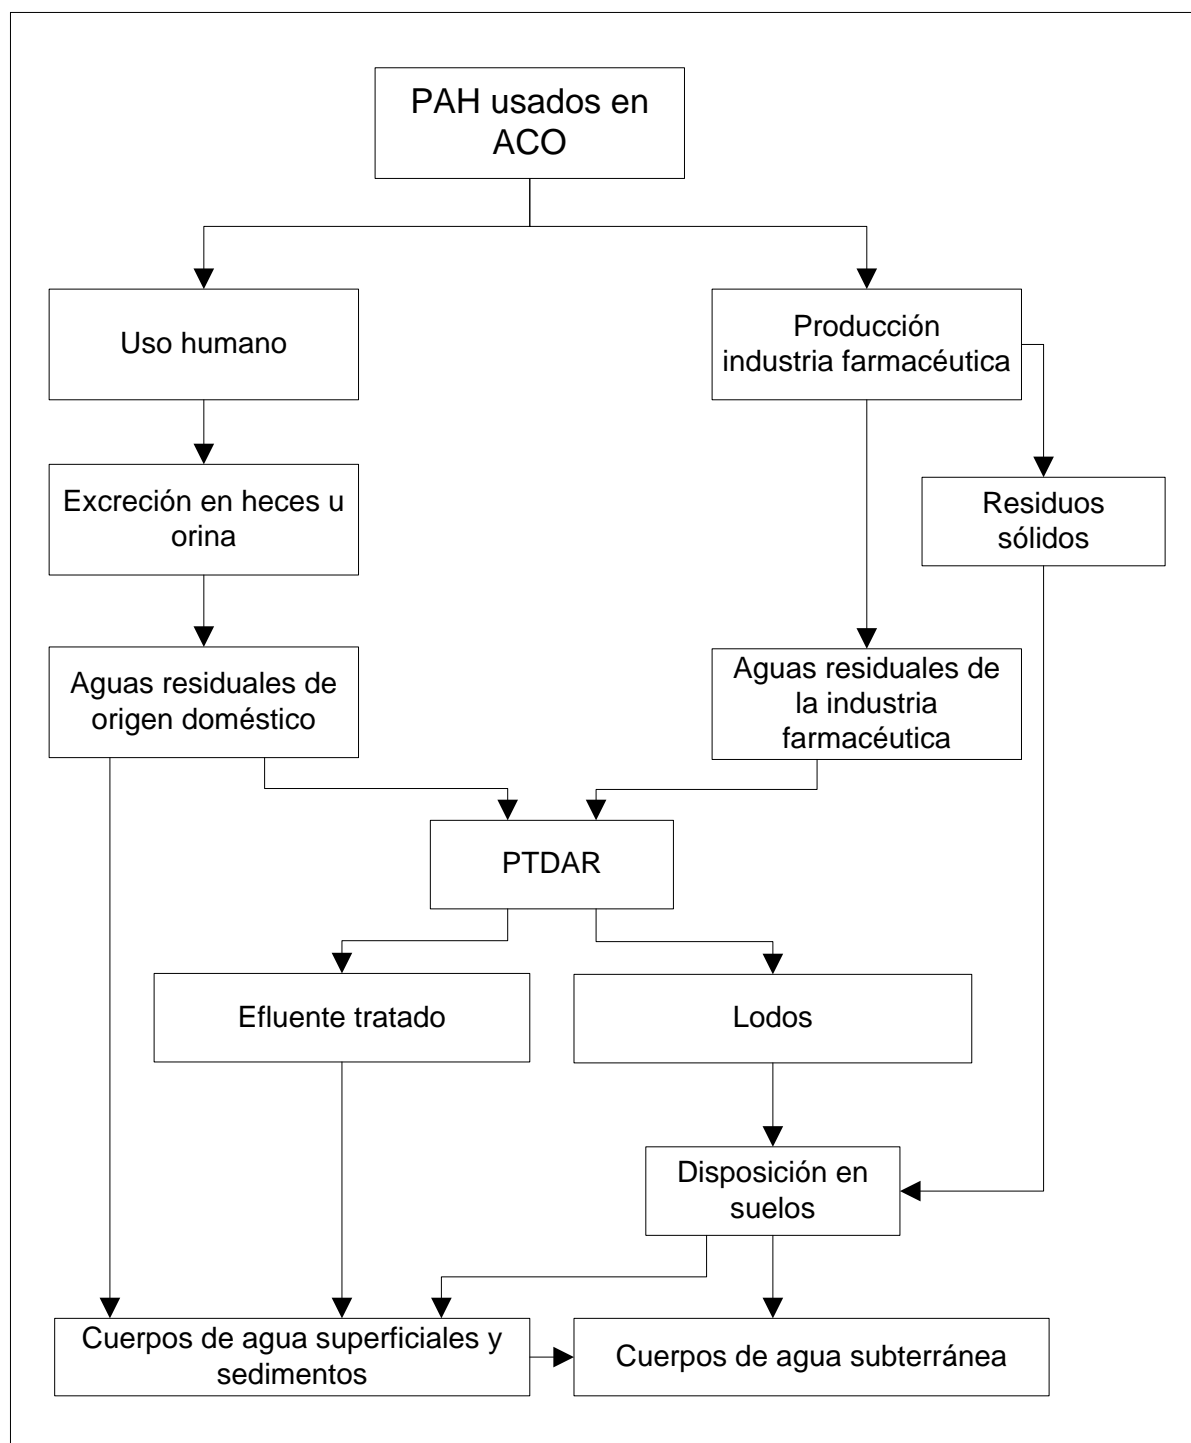 PAH usados en
ACO
Uso humano
Producción
industria farmacéutica
Excreción en heces u
orina
Residuos
sólidos
Aguas residuales de
origen doméstico
Aguas residuales de
la industria
farmacéutica
PTDAR
Efluente tratado
Lodos
Disposición en
suelos
Cuerpos de agua superficiales y
sedimentos
Cuerpos de agua subterránea